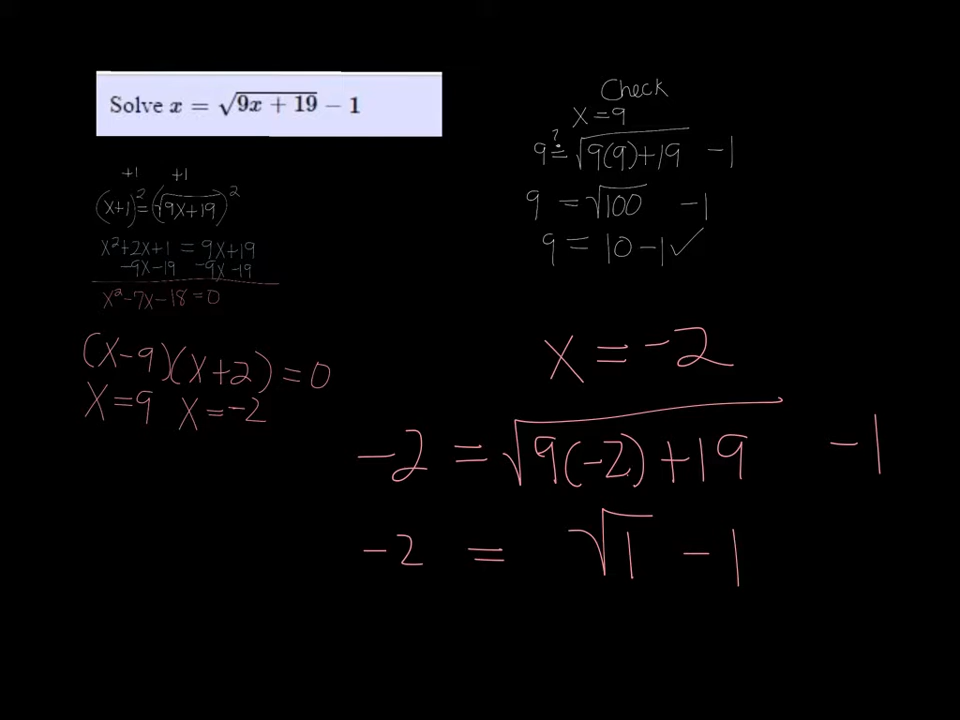 Solve x = √(9x + 19) − 1
+1 +1
(x+1)² = (√(9x+19))²
x²+2x+1 = 9x+19
-9x-19 -9x-19
x²-7x-18=0
(x-9)(x+2)=0
x=9 x=-2
Check
x=9
9 ≟ √(9(9)+19) -1
9 = √100 -1
9 = 10-1 ✓
x = -2
-2 = √(9(-2)+19) -1
-2 = √1 -1